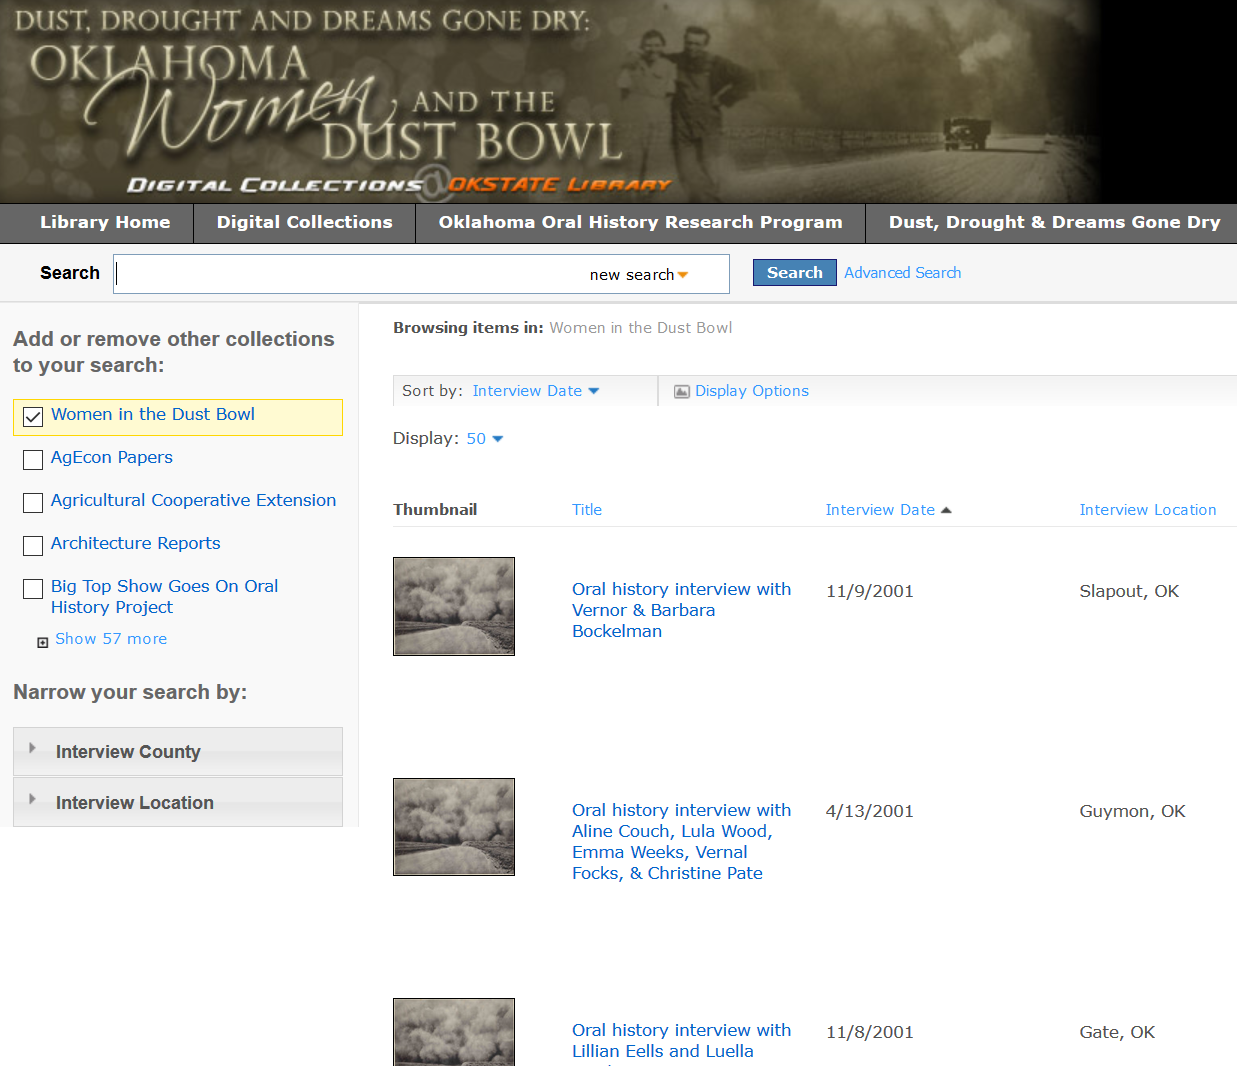 DUST, DROUGHT AND DREAMS GONE DRY:
OKLAHOMA
Women AND THE
DUST BOWL
DIGITAL COLLECTIONS@OKSTATE LIBRARY
Library Home Digital Collections Oklahoma Oral History Research Program Dust, Drought & Dreams Gone Dry
Search new search Search Advanced Search
Add or remove other collections
to your search:
Women in the Dust Bowl
AgEcon Papers
Agricultural Cooperative Extension
Architecture Reports
Big Top Show Goes On Oral
History Project
Show 57 more
Narrow your search by:
Interview County
Interview Location
Browsing items in: Women in the Dust Bowl
Sort by: Interview Date Display Options
Display: 50
Thumbnail Title Interview Date Interview Location
Oral history interview with
Vernor & Barbara
Bockelman
11/9/2001
Slapout, OK
Oral history interview with
Aline Couch, Lula Wood,
Emma Weeks, Vernal
Focks, & Christine Pate
4/13/2001
Guymon, OK
Oral history interview with
Lillian Eells and Luella
11/8/2001
Gate, OK